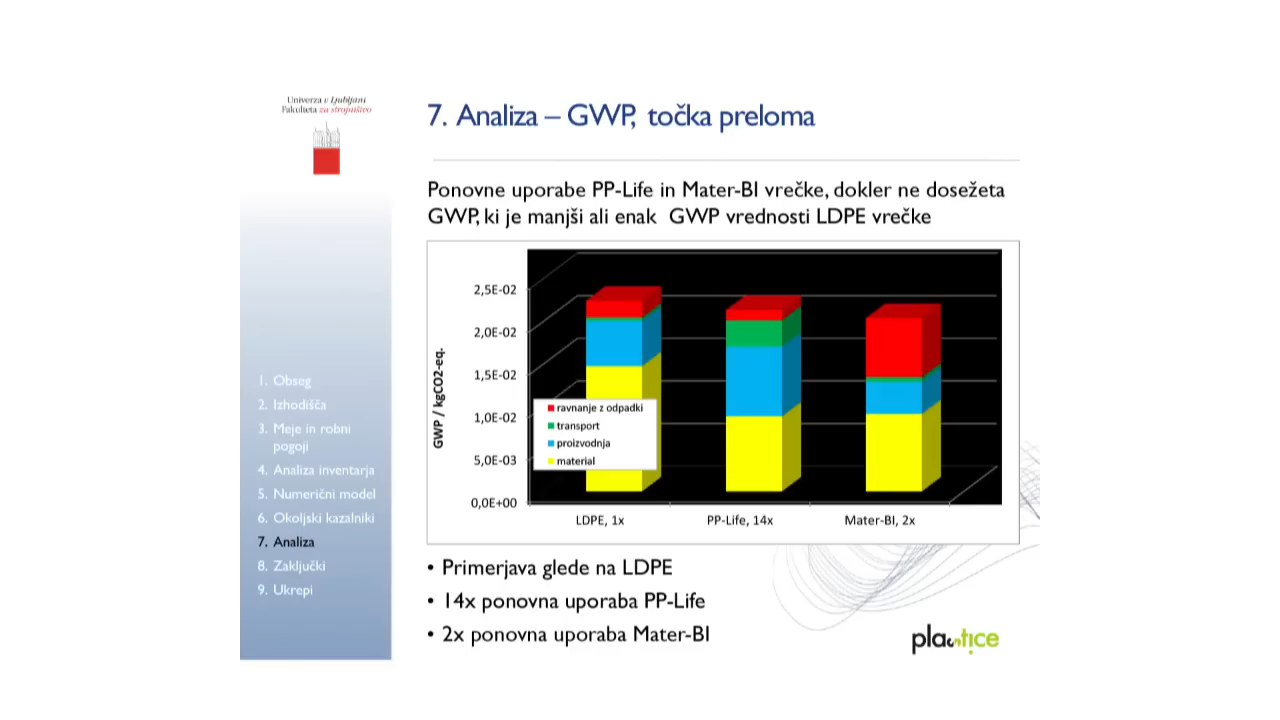 Univerza v Ljubljani
Fakulteta za strojništvo
7. Analiza – GWP, točka preloma
Ponovne uporabe PP-Life in Mater-BI vrečke, dokler ne dosežeta
GWP, ki je manjši ali enak GWP vrednosti LDPE vrečke
GWP / kgCO2-eq.
2,5E-02
2,0E-02
1,5E-02
1,0E-02
5,0E-03
0,0E+00
ravnanje z odpadki
transport
proizvodnja
material
LDPE, 1x
PP-Life, 14x
Mater-BI, 2x
1. Obseg
2. Izhodišča
3. Meje in robni
pogoji
4. Analiza inventarja
5. Numerični model
6. Okoljski kazalniki
7. Analiza
8. Zaključki
9. Ukrepi
• Primerjava glede na LDPE
• 14x ponovna uporaba PP-Life
• 2x ponovna uporaba Mater-BI
plastice